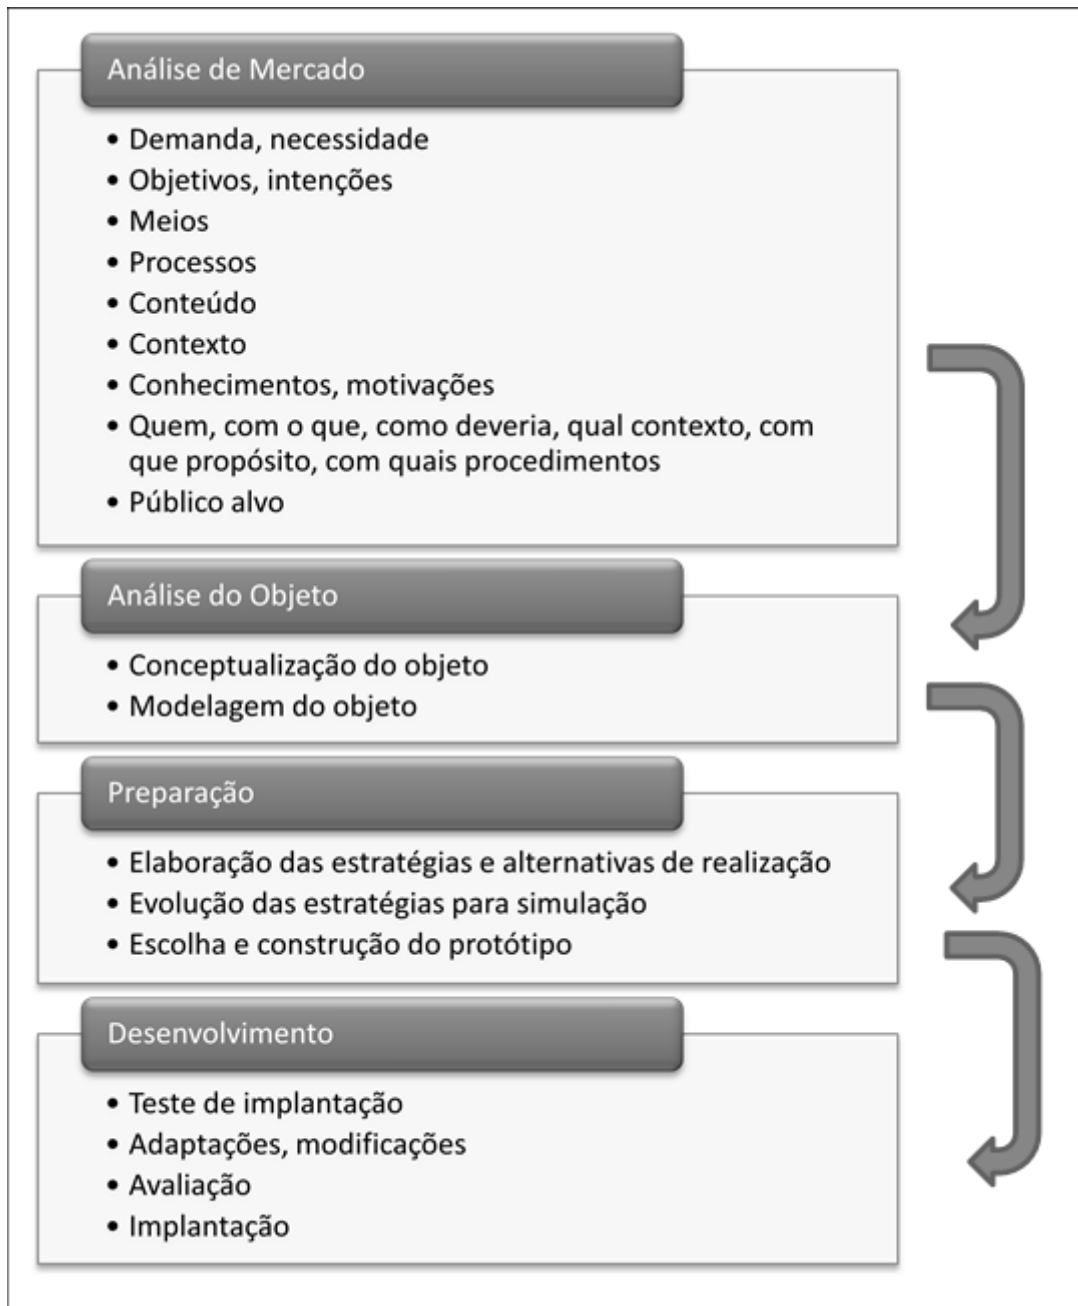 Análise de Mercado
• Demanda, necessidade
• Objetivos, intenções
• Meios
• Processos
• Conteúdo
• Contexto
• Conhecimentos, motivações
• Quem, com o que, como deveria, qual contexto, com
que propósito, com quais procedimentos
• Público alvo
Análise do Objeto
• Conceptualização do objeto
• Modelagem do objeto
Preparação
• Elaboração das estratégias e alternativas de realização
• Evolução das estratégias para simulação
• Escolha e construção do protótipo
Desenvolvimento
• Teste de implantação
• Adaptações, modificações
• Avaliação
• Implantação